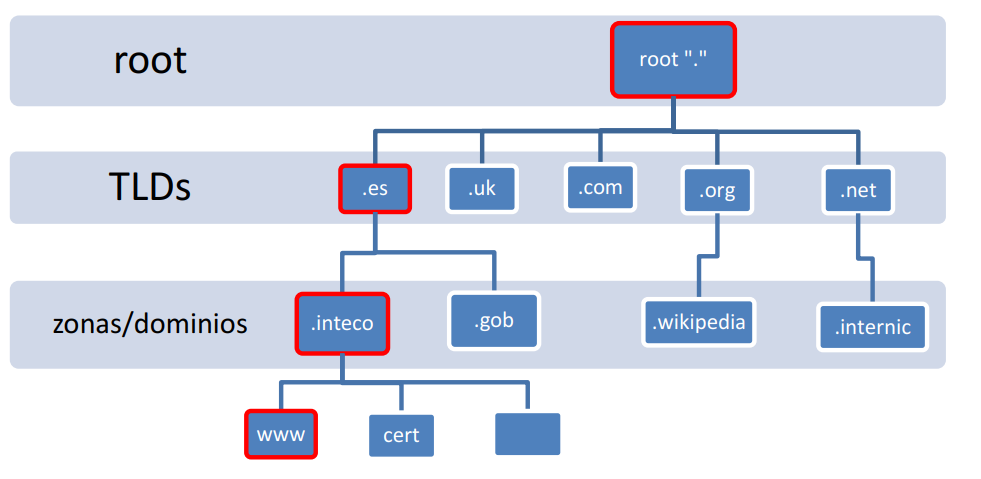 root
root "."
TLDs
.es
.uk
.com
.org
.net
zonas/dominios
.inteco
.gob
.wikipedia
.internic
www
cert